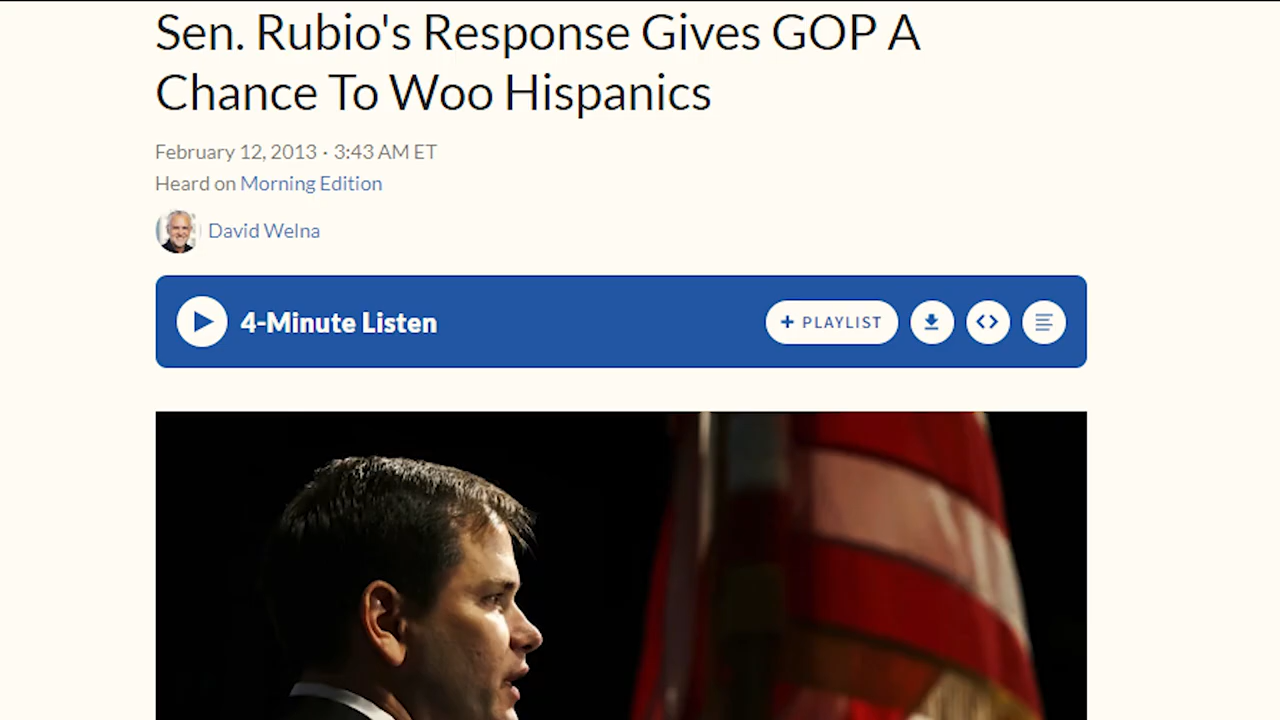 Sen. Rubio's Response Gives GOP A
Chance To Woo Hispanics
February 12, 2013 · 3:43 AM ET
Heard on Morning Edition
David Welna
4-Minute Listen
+ PLAYLIST